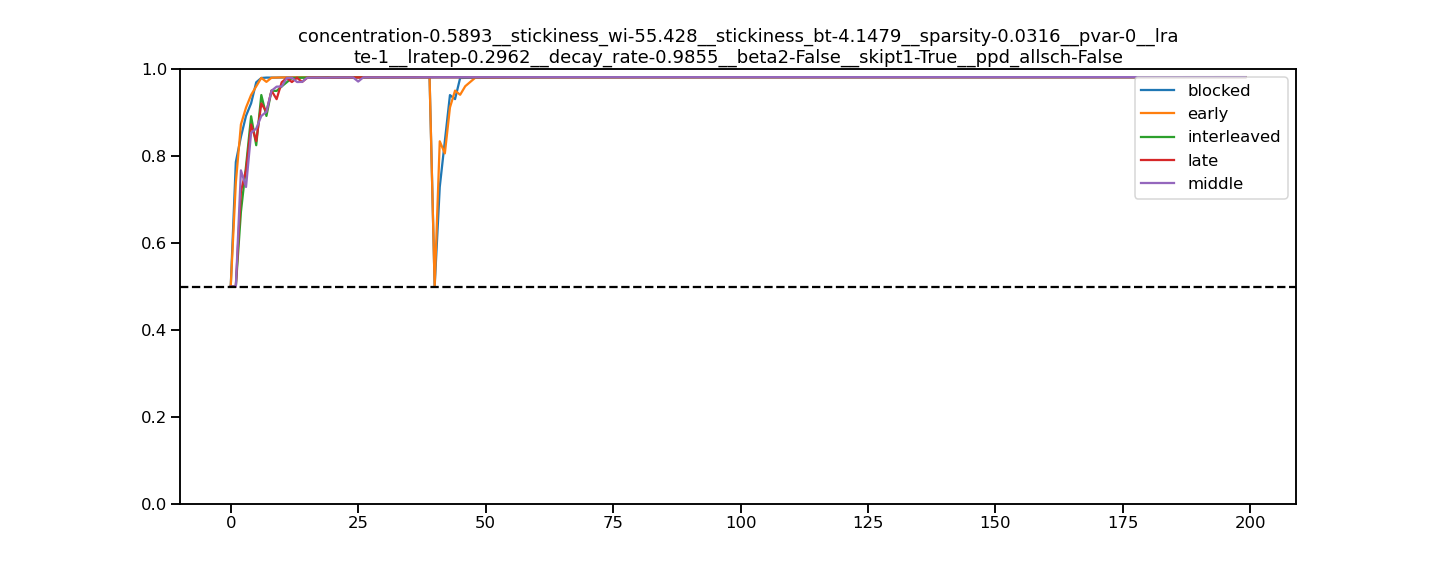 concentration-0.5893__stickiness_wi-55.428__stickiness_bt-4.1479__sparsity-0.0316__pvar-0__lra
te-1__lratep-0.2962__decay_rate-0.9855__beta2-False__skipt1-True__ppd_allsch-False
1.0
0.8
0.6
0.4
0.2
0.0
blocked
early
interleaved
late
middle
0 25 50 75 100 125 150 175 200